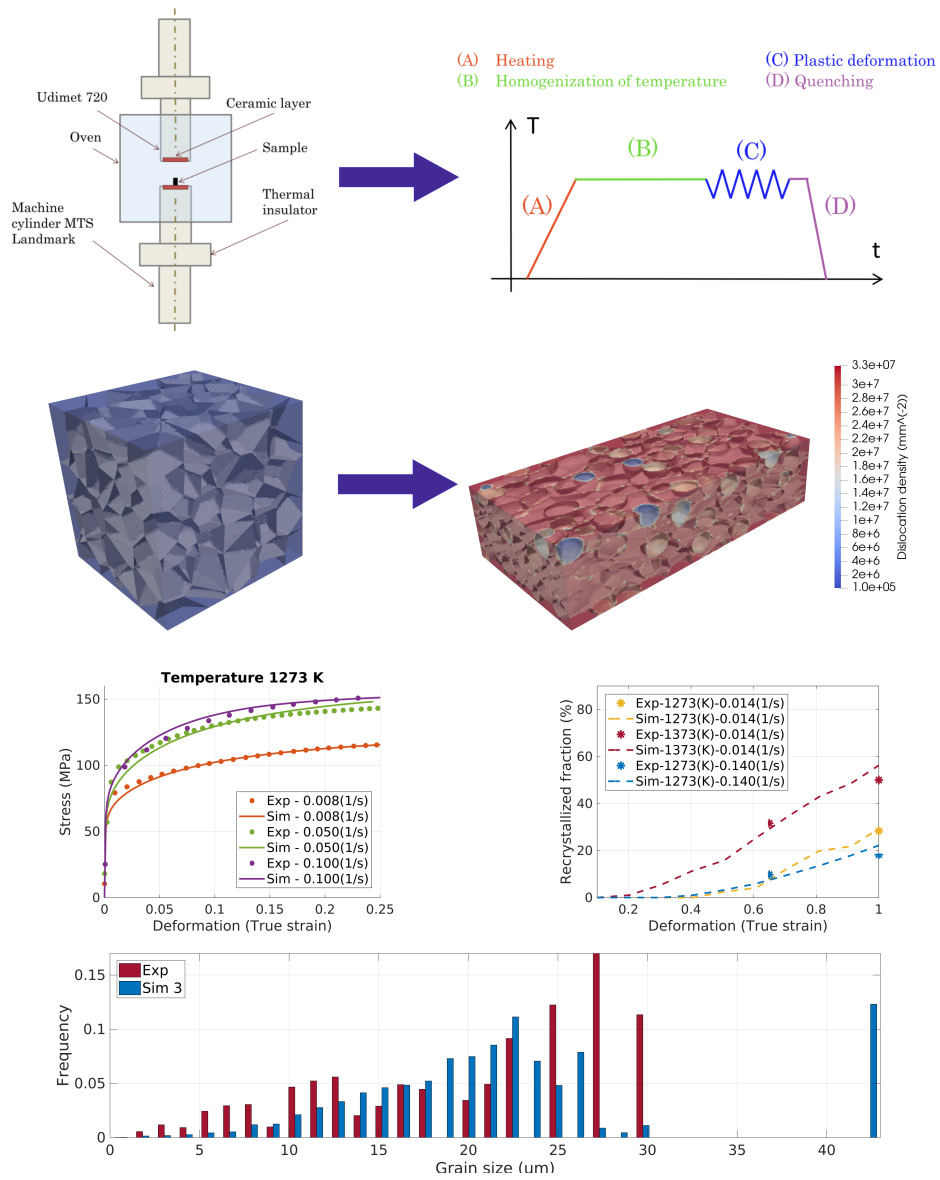 Udimet 720
Ceramic layer
Oven
Sample
Machine
cylinder MTS
Landmark
Thermal
insulator
(A) Heating
(B) Homogenization of temperature
(C) Plastic deformation
(D) Quenching
T
(A)
(B)
(C)
(D)
t
3.3e+07
3e+7
2.8e+7
2.6e+7
2.4e+7
2.2e+7
2e+7
1.8e+7
1.6e+7
1.4e+7
1.2e+7
1e+7
8e+6
6e+6
4e+6
2e+6
1.0e+05
Dislocation density (mm^(-2))
Temperature 1273 K
150
100
50
0
Stress (MPa)
Exp - 0.008(1/s)
Sim - 0.008(1/s)
Exp - 0.050(1/s)
Sim - 0.050(1/s)
Exp - 0.100(1/s)
Sim - 0.100(1/s)
0 0.05 0.1 0.15 0.2 0.25
Deformation (True strain)
Recrystallized fraction (%)
80
60
40
20
0
Exp-1273(K)-0.014(1/s)
Sim-1273(K)-0.014(1/s)
Exp-1373(K)-0.014(1/s)
Sim-1373(K)-0.014(1/s)
Exp-1273(K)-0.140(1/s)
Sim-1273(K)-0.140(1/s)
0.2 0.4 0.6 0.8 1
Deformation (True strain)
Frequency
0.15
0.1
0.05
0
Exp
Sim 3
0 5 10 15 20 25 30 35 40
Grain size (um)